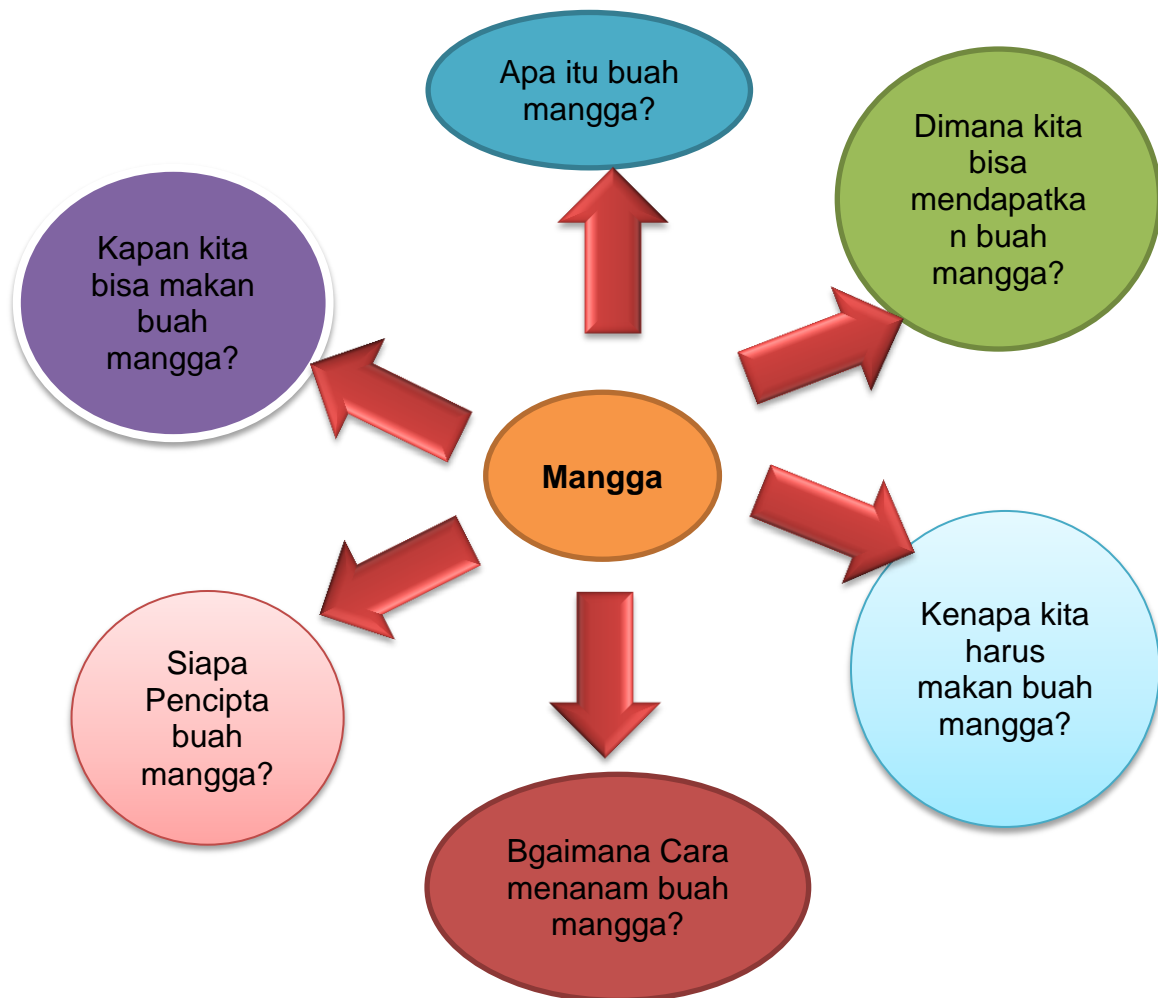 Apa itu buah
mangga?
Dimana kita
bisa
mendapatka
n buah
mangga?
Kapan kita
bisa makan
buah
mangga?
Mangga
Kenapa kita
harus
makan buah
mangga?
Siapa
Pencipta
buah
mangga?
Bgaimana Cara
menanam buah
mangga?